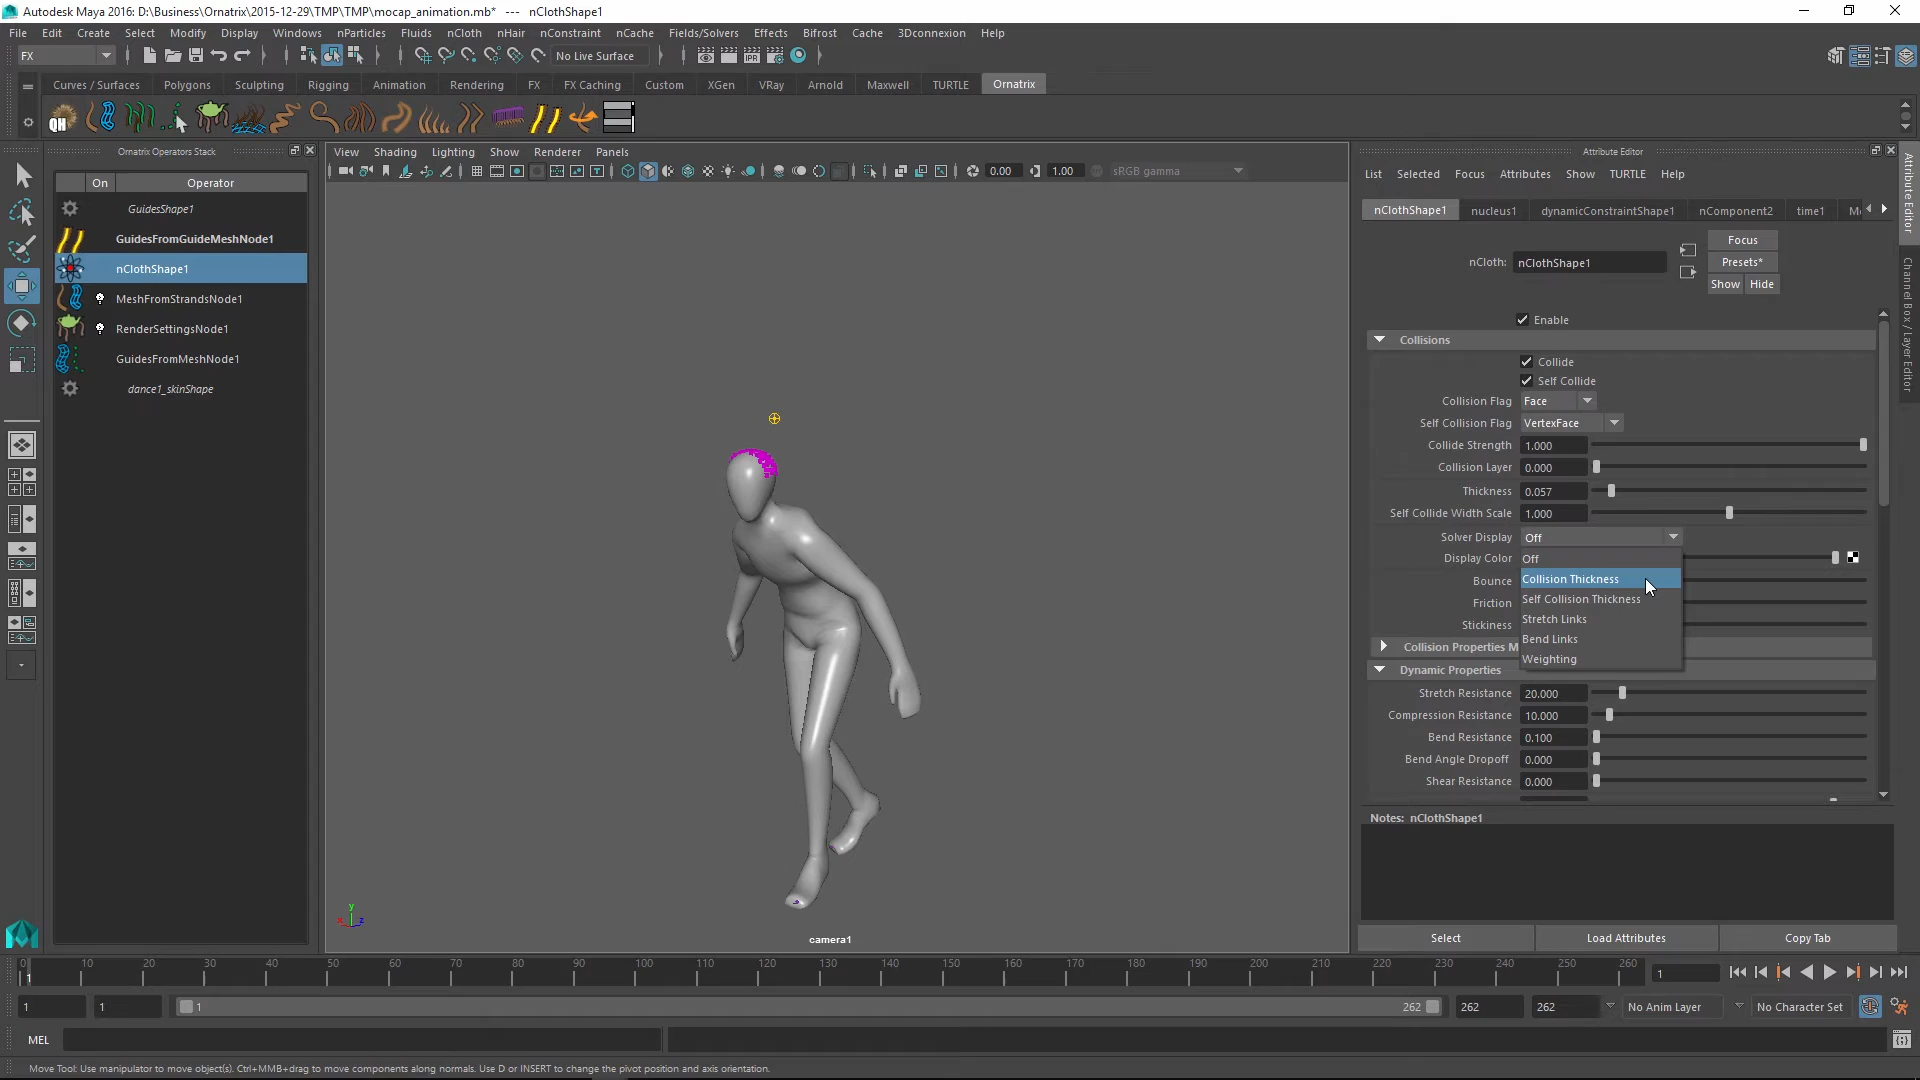 Autodesk Maya 2016: D:\Business\Ornatrix\2015-12-29\TMP\TMP\mocap_animation.mb* --- nClothShape1
File Edit Create Select Modify Display Windows nParticles Fluids nCloth nHair nConstraint nCache Fields/Solvers Effects Bifrost Cache 3Dconnexion Help
FX No Live Surface IPR
Curves / Surfaces Polygons Sculpting Rigging Animation Rendering FX FX Caching Custom XGen VRay Arnold Maxwell TURTLE Ornatrix
QH
Ornatrix Operators Stack
On Operator
GuidesShape1
GuidesFromGuideMeshNode1
nClothShape1
MeshFromStrandsNode1
RenderSettingsNode1
GuidesFromMeshNode1
dance1_skinShape
View Shading Lighting Show Renderer Panels
0.00 1.00 sRGB gamma
y
x z
camera1
Attribute Editor
List Selected Focus Attributes Show TURTLE Help
nClothShape1 nucleus1 dynamicConstraintShape1 nComponent2 time1
nCloth: nClothShape1
Focus
Presets*
Show Hide
Enable
Collisions
Collide
Self Collide
Collision Flag Face
Self Collision Flag VertexFace
Collide Strength 1.000
Collision Layer 0.000
Thickness 0.057
Self Collide Width Scale 1.000
Solver Display Off
Display Color
Bounce
Friction
Stickiness
Off
Collision Thickness
Self Collision Thickness
Stretch Links
Bend Links
Weighting
Collision Properties M
Dynamic Properties
Stretch Resistance 20.000
Compression Resistance 10.000
Bend Resistance 0.100
Bend Angle Dropoff 0.000
Shear Resistance 0.000
Notes: nClothShape1
Select Load Attributes Copy Tab
Attribute Editor
Channel Box / Layer Editor
0 10 20 30 40 50 60 70 80 90 100 110 120 130 140 150 160 170 180 190 200 210 220 230 240 250 260
1
1
1 1 1 262 262 262 No Anim Layer No Character Set
MEL
Move Tool: Use manipulator to move object(s). Ctrl+MMB+drag to move components along normals. Use D or INSERT to change the pivot position and axis orientation.